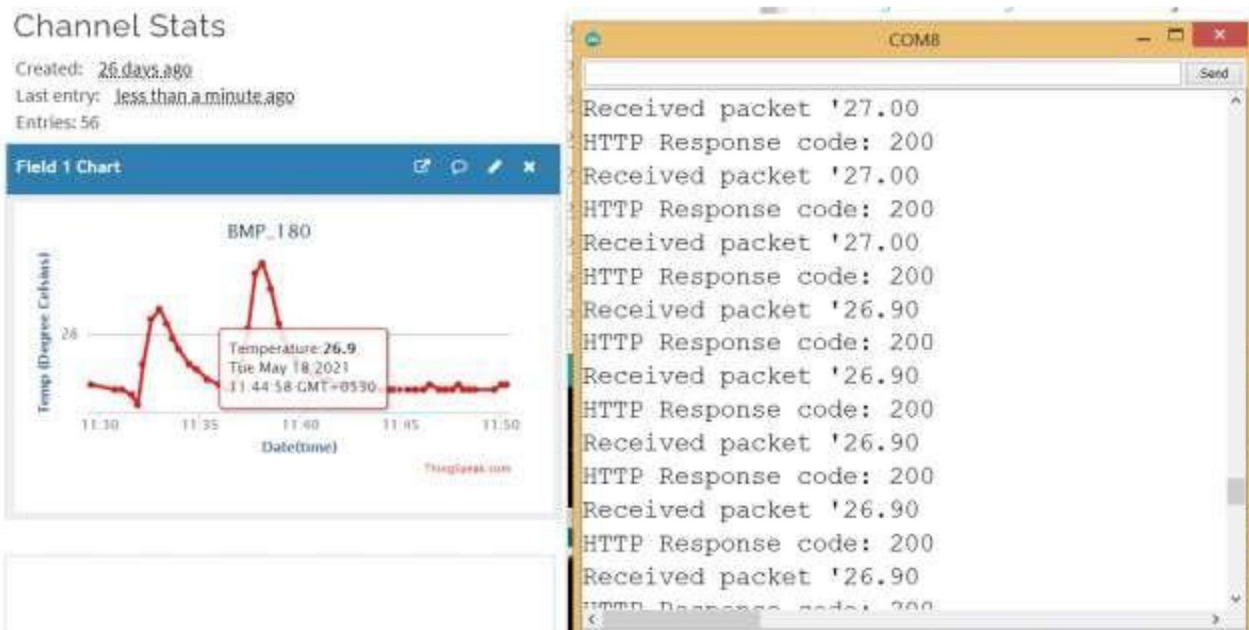 Channel Stats
Created: 26 days ago
Last entry: less than a minute ago
Entries: 56
Field 1 Chart
BMP_180
Temp (Degree Celsius)
28
Temperature: 26.9
Tue May 18 2021
11:44:58 GMT+0530
11:30 11:35 11:40 11:45 11:50
Date(time)
ThingSpeak.com
COM8
Send
Received packet '27.00
HTTP Response code: 200
Received packet '27.00
HTTP Response code: 200
Received packet '27.00
HTTP Response code: 200
Received packet '26.90
HTTP Response code: 200
Received packet '26.90
HTTP Response code: 200
Received packet '26.90
HTTP Response code: 200
Received packet '26.90
HTTP Response code: 200
Received packet '26.90
HTTP Response code: 200